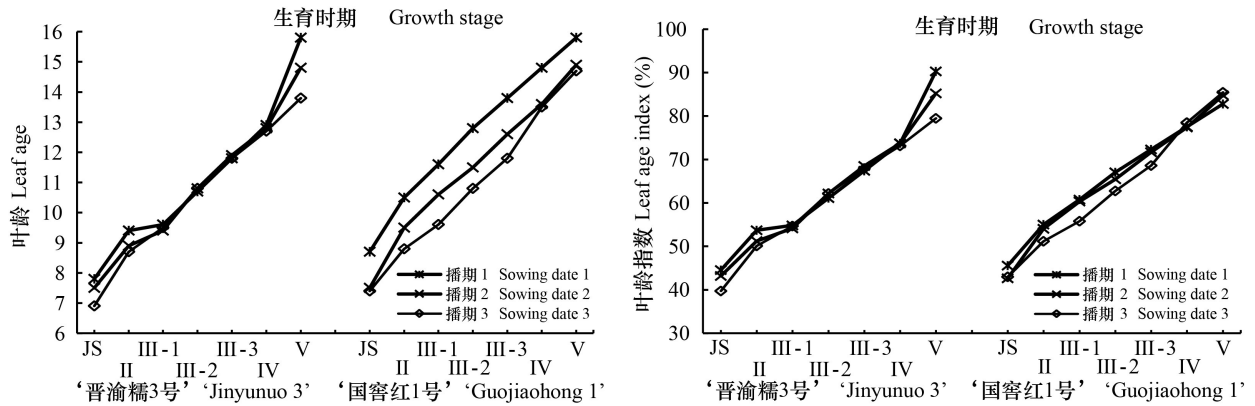 生育时期 Growth stage
叶龄 Leaf age
16
15
14
13
12
11
10
9
8
7
6
播期 1 Sowing date 1
播期 2 Sowing date 2
播期 3 Sowing date 3
JS III-1 III-3 V JS III-1 III-3 V
II III-2 IV II III-2 IV
‘晋渝糯3号’ ‘Jinyunuo 3’ ‘国窖红1号’ ‘Guojiaohong 1’
生育时期 Growth stage
叶龄指数 Leaf age index (%)
100
90
80
70
60
50
40
30
播期 1 Sowing date 1
播期 2 Sowing date 2
播期 3 Sowing date 3
JS III-1 III-3 V JS III-1 III-3 V
II III-2 IV II III-2 IV
‘晋渝糯3号’ ‘Jinyunuo 3’ ‘国窖红1号’ ‘Guojiaohong 1’